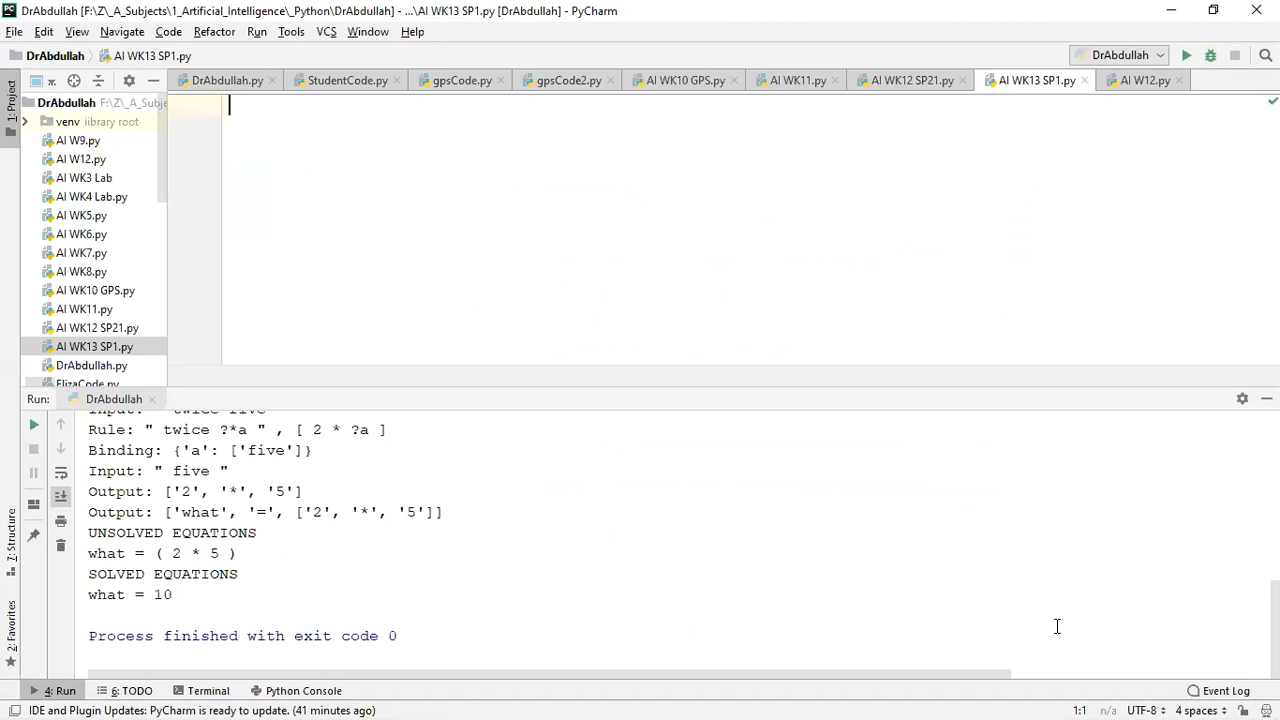 DrAbdullah [F:\Z\_A_Subjects\1_Artificial_Intelligence\_Python\DrAbdullah] - ...\AI WK13 SP1.py [DrAbdullah] - PyCharm
File Edit View Navigate Code Refactor Run Tools VCS Window Help
DrAbdullah AI WK13 SP1.py DrAbdullah
DrAbdullah.py StudentCode.py gpsCode.py gpsCode2.py AI WK10 GPS.py AI WK11.py AI WK12 SP21.py AI WK13 SP1.py AI W12.py
1: Project
DrAbdullah F:\Z\_A_Subje
venv library root
AI W9.py
AI W12.py
AI WK3 Lab
AI WK4 Lab.py
AI WK5.py
AI WK6.py
AI WK7.py
AI WK8.py
AI WK10 GPS.py
AI WK11.py
AI WK12 SP21.py
AI WK13 SP1.py
DrAbdullah.py
ElizaCode.py
Run: DrAbdullah
Input: " twice five "
Rule: " twice ?*a " , [ 2 * ?a ]
Binding: {'a': ['five']}
Input: " five "
Output: ['2', '*', '5']
Output: ['what', '=', ['2', '*', '5']]
UNSOLVED EQUATIONS
what = ( 2 * 5 )
SOLVED EQUATIONS
what = 10
Process finished with exit code 0
7: Structure
2: Favorites
4: Run 6: TODO Terminal Python Console Event Log
IDE and Plugin Updates: PyCharm is ready to update. (41 minutes ago) 1:1 n/a UTF-8 4 spaces